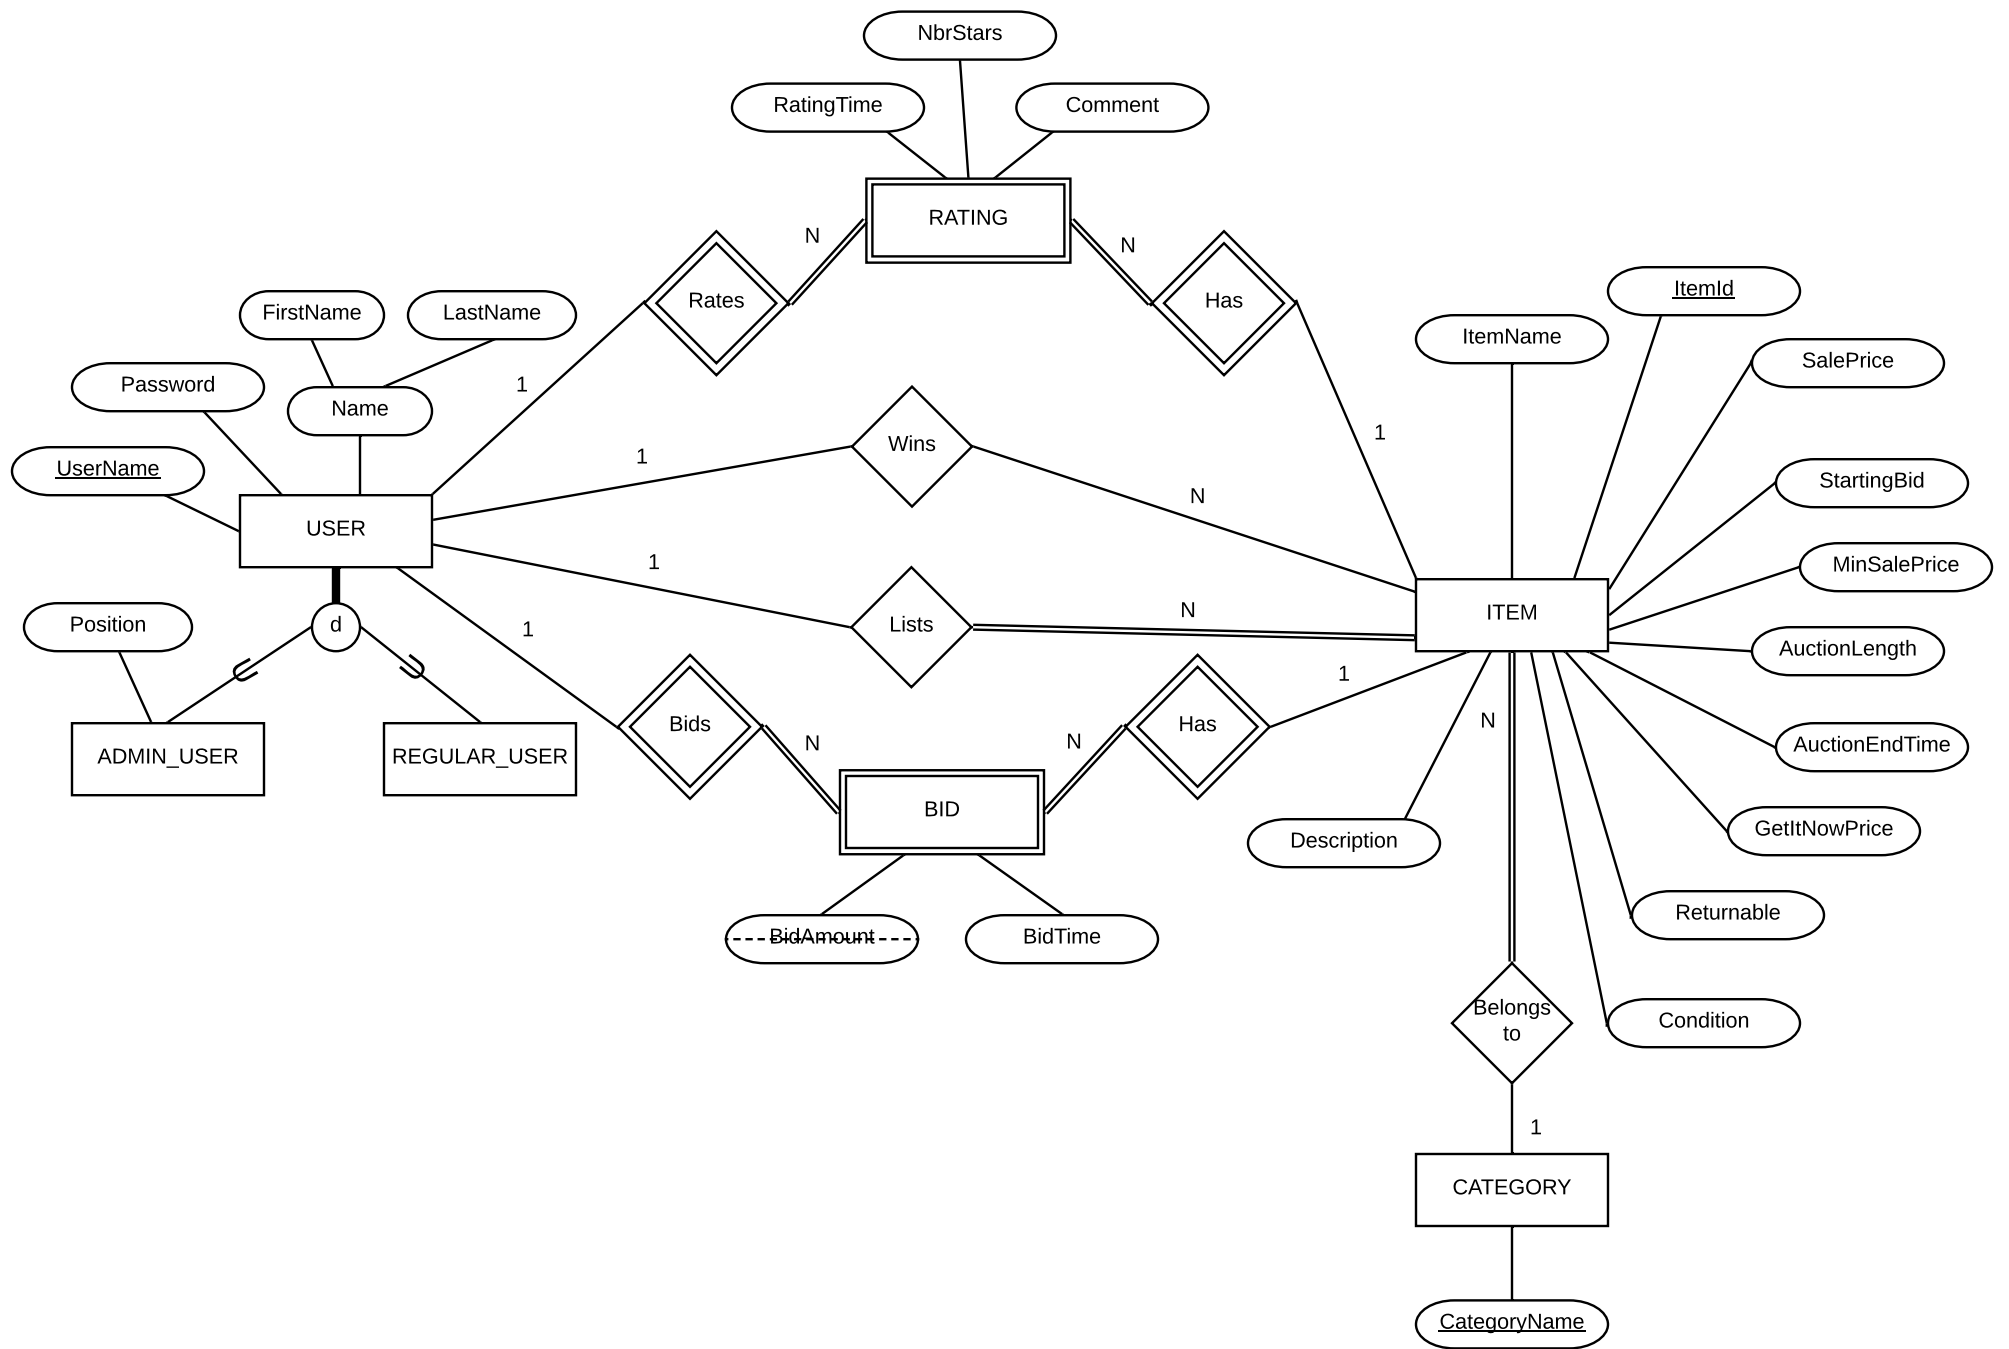 NbrStars
RatingTime
Comment
RATING
N
N
Rates
Has
ItemId
FirstName
LastName
ItemName
SalePrice
Password
1
Name
1
Wins
1
UserName
StartingBid
N
USER
1
MinSalePrice
Lists
N
ITEM
Position
d
1
AuctionLength
1
Bids
Has
N
N
N
AuctionEndTime
ADMIN_USER
REGULAR_USER
BID
GetItNowPrice
Description
Returnable
BidAmount
BidTime
Belongs
to
Condition
1
CATEGORY
CategoryName